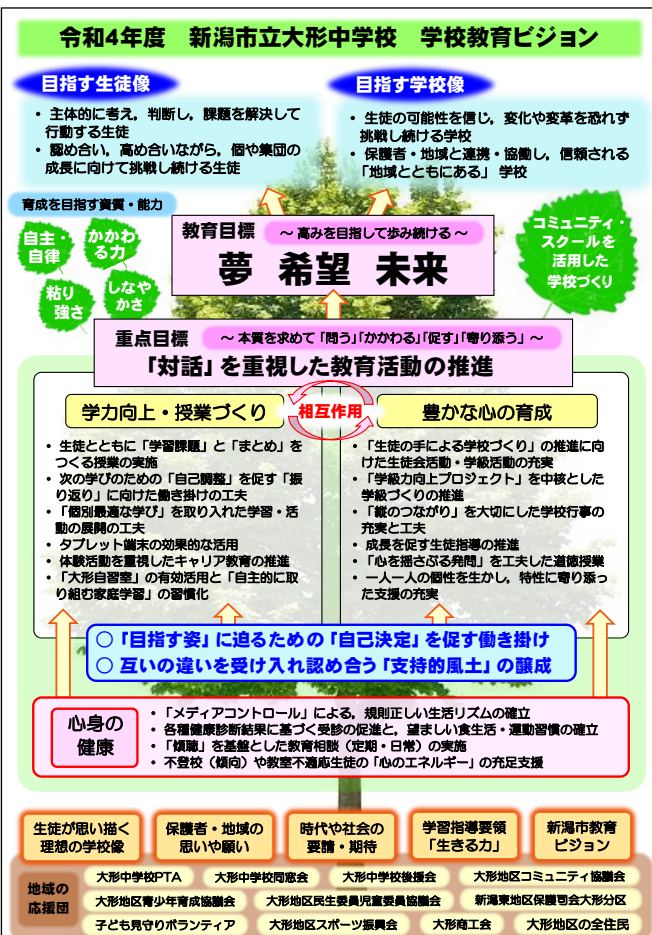 令和4年度 新潟市立大形中学校 学校教育ビジョン
目指す生徒像
・ 主体的に考え，判断し，課題を解決して
行動する生徒
・ 認め合い，高め合いながら，個や集団の
成長に向けて挑戦し続ける生徒
目指す学校像
・ 生徒の可能性を信じ，変化や変革を恐れず
挑戦し続ける学校
・ 保護者・地域と連携・協働し，信頼される
「地域とともにある」 学校
育成を目指す資質・能力
自主・
自律
かかわ
る力
粘り
強さ
しなや
かさ
教育目標 ～ 高みを目指して歩み続ける ～
夢 希望 未来
コミュニティ・
スクールを
活用した
学校づくり
重点目標 ～ 本質を求めて「問う」「かかわる」「促す」「寄り添う」 ～
「対話」を重視した教育活動の推進
学力向上・授業づくり
相互作用
豊かな心の育成
・ 生徒とともに「学習課題」と「まとめ」を
つくる授業の実施
・ 次の学びのための「自己調整」を促す「振
り返り」に向けた働き掛けの工夫
・ 「個別最適な学び」を取り入れた学習・活
動の展開の工夫
・ タブレット端末の効果的な活用
・ 体験活動を重視したキャリア教育の推進
・ 「大形自習室」の有効活用と「自主的に取
り組む家庭学習」の習慣化
・ 「生徒の手による学校づくり」の推進に向
けた生徒会活動・学級活動の充実
・ 「学級力向上プロジェクト」を中核とした
学級づくりの推進
・ 「縦のつながり」を大切にした学校行事の
充実と工夫
・ 成長を促す生徒指導の推進
・ 「心を揺さぶる発問」を工夫した道徳授業
・ 一人一人の個性を生かし，特性に寄り添っ
た支援の充実
○「目指す姿」に迫るための「自己決定」を促す働き掛け
○ 互いの違いを受け入れ認め合う「支持的風土」の醸成
心身の
健康
・ 「メディアコントロール」による，規則正しい生活リズムの確立
・ 各種健康診断結果に基づく受診の促進と，望ましい食生活・運動習慣の確立
・ 「傾聴」を基盤とした教育相談（定期・日常）の実施
・ 不登校（傾向）や教室不適応生徒の「心のエネルギー」の充足支援
生徒が思い描く
理想の学校像
保護者・地域の
思いや願い
時代や社会の
要請・期待
学習指導要領
「生きる力」
新潟市教育
ビジョン
地域の
応援団
大形中学校PTA 大形中学校同窓会 大形中学校後援会 大形地区コミュニティ協議会
大形地区青少年育成協議会 大形地区民生委員児童委員協議会 新潟東地区保護司会大形分区
子ども見守りボランティア 大形地区スポーツ振興会 大形商工会 大形地区の全住民